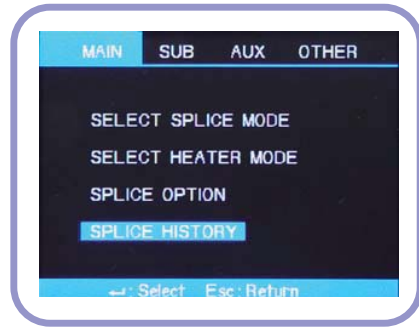 MAIN SUB AUX OTHER
SELECT SPLICE MODE
SELECT HEATER MODE
SPLICE OPTION
SPLICE HISTORY
↵: Select Esc: Return